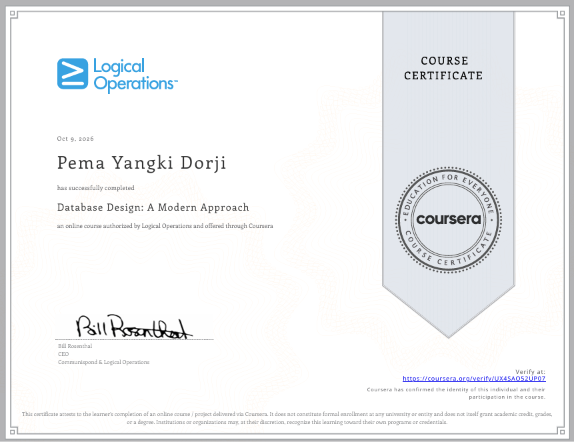 Logical
Operations™
COURSE
CERTIFICATE
Oct 9, 2026
Pema Yangki Dorji
has successfully completed
Database Design: A Modern Approach
an online course authorized by Logical Operations and offered through Coursera
EDUCATION FOR EVERYONE
coursera
COURSE CERTIFICATE
Bill Rosenthal
Bill Rosenthal
CEO
Communispond & Logical Operations
Verify at:
https://coursera.org/verify/UX4SAO52UP07
Coursera has confirmed the identity of this individual and their
participation in the course.
This certificate attests to the learner's completion of an online course / project delivered via Coursera. It does not constitute formal enrollment at any university or entity and does not itself grant academic credit, grades,
or a degree. Institutions or organizations may, at their discretion, recognize this learning toward their own programs or credentials.